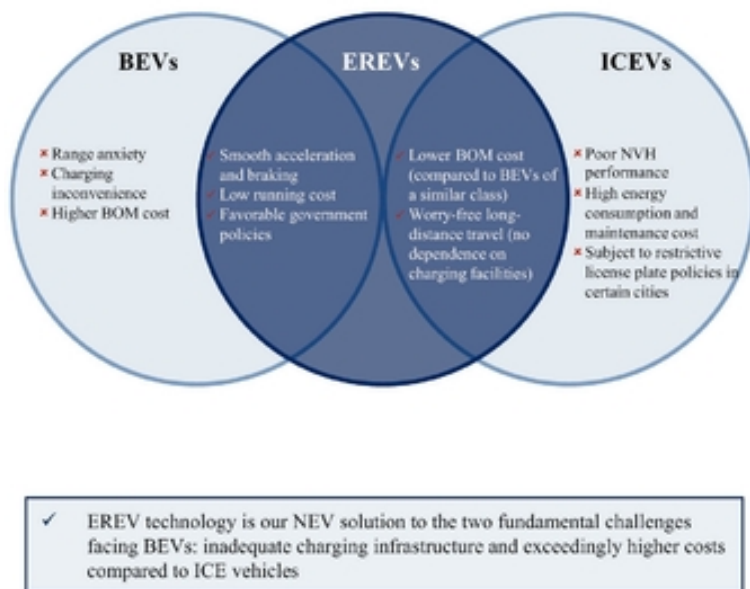 BEVs
EREVs
ICEVs
× Range anxiety
× Charging
inconvenience
× Higher BOM cost
✓ Smooth acceleration
and braking
✓ Low running cost
✓ Favorable government
policies
✓ Lower BOM cost
(compared to BEVs of
a similar class)
✓ Worry-free long-
distance travel (no
dependence on
charging facilities)
× Poor NVH
performance
× High energy
consumption and
maintenance cost
× Subject to restrictive
license plate policies in
certain cities
✓ EREV technology is our NEV solution to the two fundamental challenges
facing BEVs: inadequate charging infrastructure and exceedingly higher costs
compared to ICE vehicles